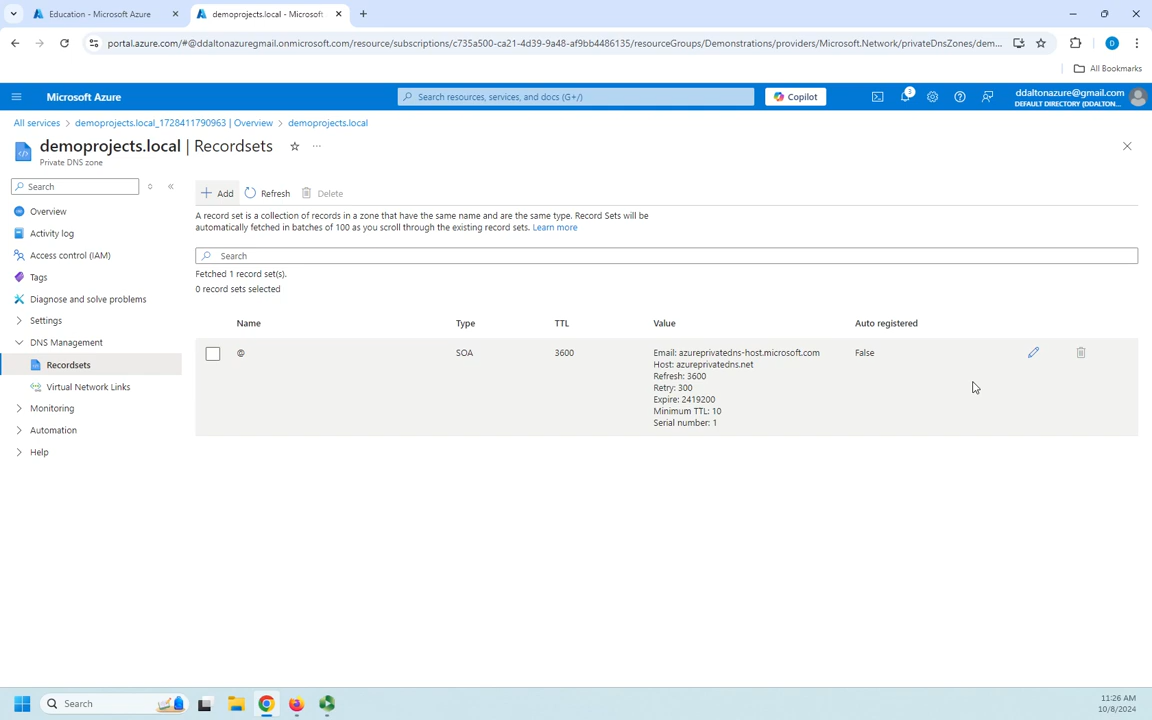 Education - Microsoft Azure
demoprojects.local - Microsoft
portal.azure.com/#@ddaltonazuregmail.onmicrosoft.com/resource/subscriptions/c735a500-ca21-4d39-9a48-af9bb4486135/resourceGroups/Demonstrations/providers/Microsoft.Network/privateDnsZones/dem...
D
All Bookmarks
Microsoft Azure
Search resources, services, and docs (G+/)
Copilot
3
ddaltonazure@gmail.com
DEFAULT DIRECTORY (DDALTON...
All services > demoprojects.local_1728411790963 | Overview > demoprojects.local
demoprojects.local | Recordsets
Private DNS zone
Search
Overview
Activity log
Access control (IAM)
Tags
Diagnose and solve problems
Settings
DNS Management
Recordsets
Virtual Network Links
Monitoring
Automation
Help
Add
Refresh
Delete
A record set is a collection of records in a zone that have the same name and are the same type. Record Sets will be
automatically fetched in batches of 100 as you scroll through the existing record sets. Learn more
Search
Fetched 1 record set(s).
0 record sets selected
Name Type TTL Value Auto registered
@ SOA 3600 Email: azureprivatedns-host.microsoft.com False
Host: azureprivatedns.net
Refresh: 3600
Retry: 300
Expire: 2419200
Minimum TTL: 10
Serial number: 1
Search
11:26 AM
10/8/2024